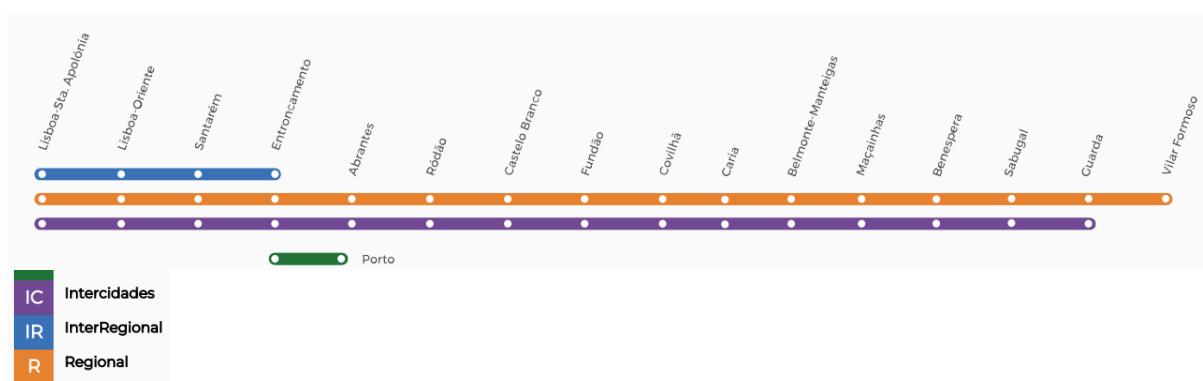 Lisboa-Sta. Apolónia
Lisboa-Oriente
Santarém
Entroncamento
Abrantes
Ródão
Castelo Branco
Fundão
Covilhã
Caria
Belmonte-Manteigas
Maçainhas
Benespera
Sabugal
Guarda
Vilar Formoso
Porto
IC Intercidades
IR InterRegional
R Regional